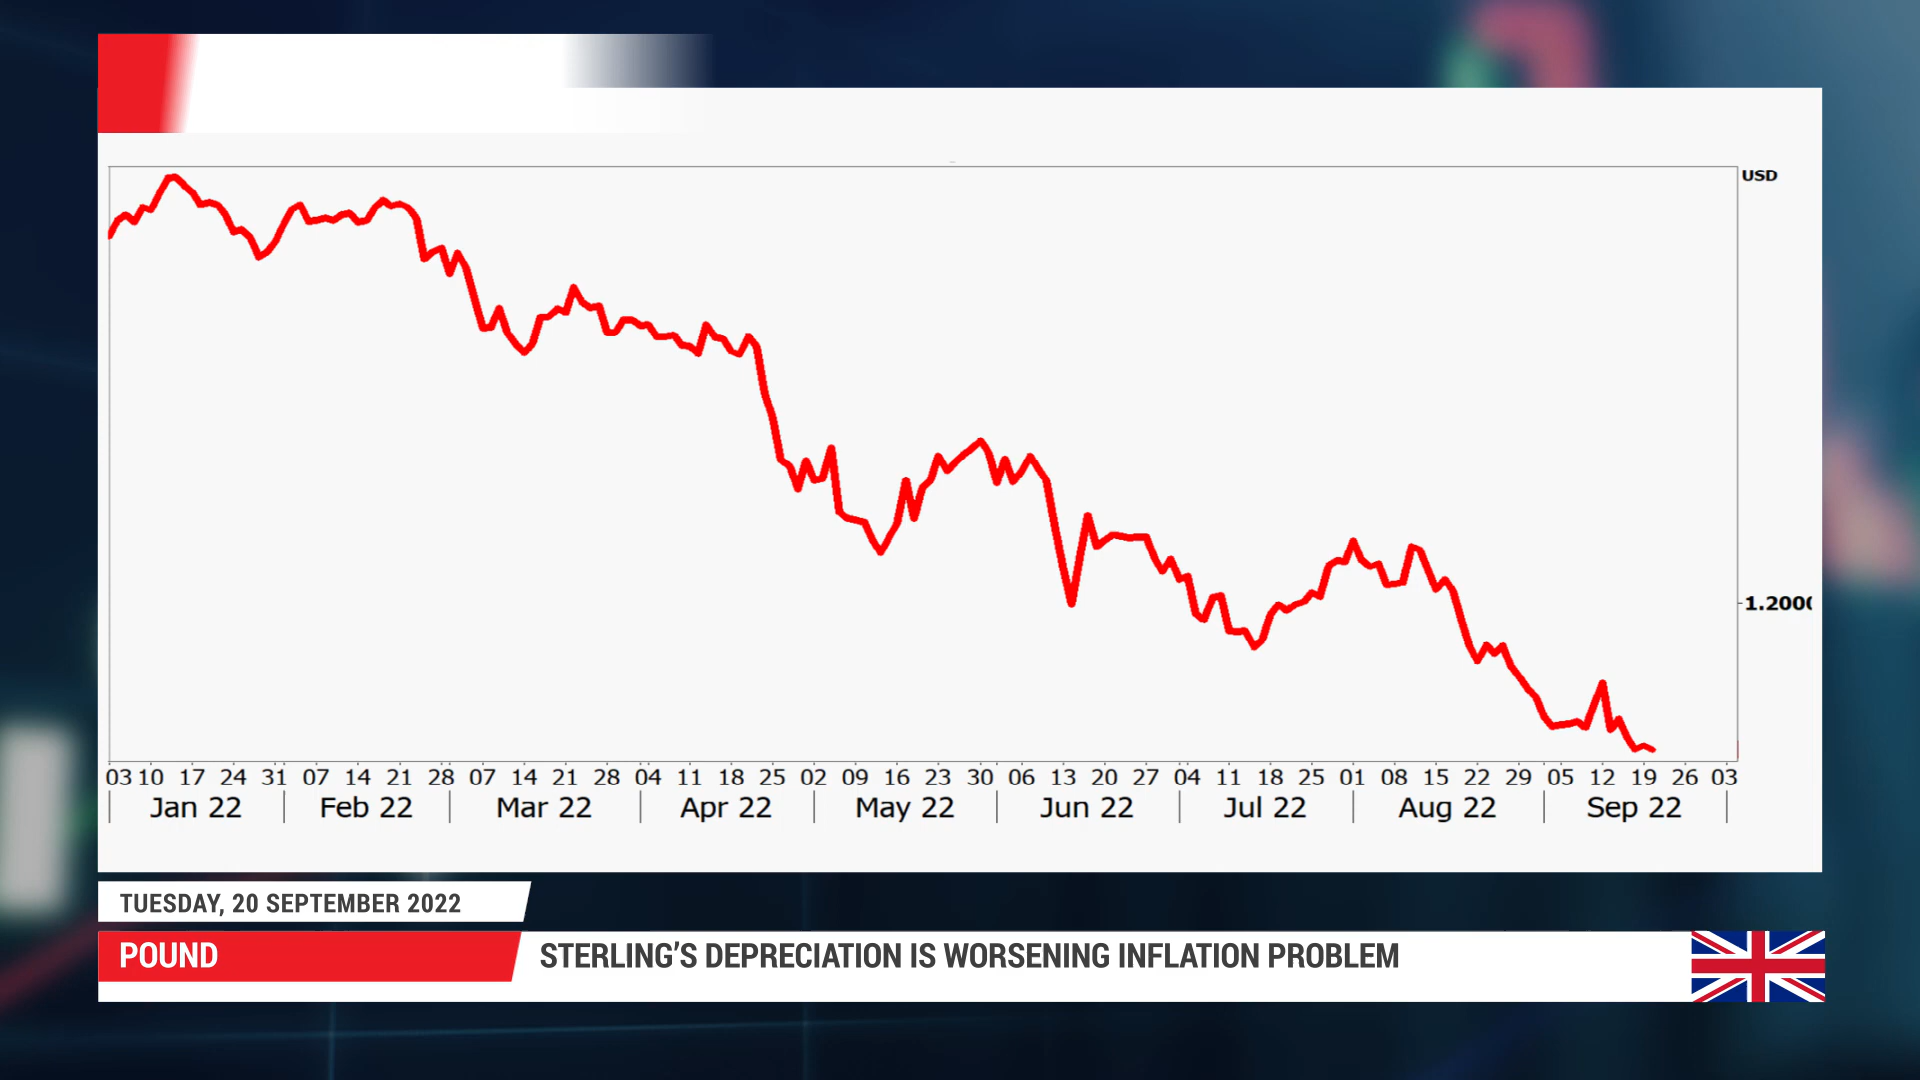 USD
1.2000
03 10 17 24 31 07 14 21 28 07 14 21 28 04 11 18 25 02 09 16 23 30 06 13 20 27 04 11 18 25 01 08 15 22 29 05 12 19 26 03
Jan 22 Feb 22 Mar 22 Apr 22 May 22 Jun 22 Jul 22 Aug 22 Sep 22
TUESDAY, 20 SEPTEMBER 2022
POUND
STERLING'S DEPRECIATION IS WORSENING INFLATION PROBLEM